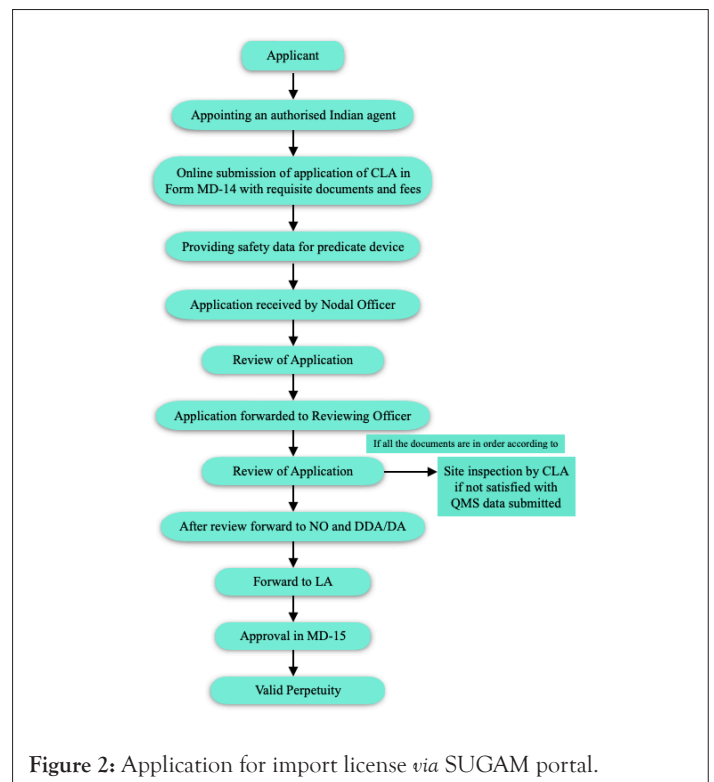 Applicant
Appointing an authorised Indian agent
Online submission of application of CLA in
Form MD-14 with requisite documents and fees
Providing safety data for predicate device
Application received by Nodal Officer
Review of Application
Application forwarded to Reviewing Officer
If all the documents are in order according to
Review of Application
Site inspection by CLA
if not satisfied with
QMS data submitted
After review forward to NO and DDA/DA
Forward to LA
Approval in MD-15
Valid Perpetuity
Figure 2: Application for import license via SUGAM portal.